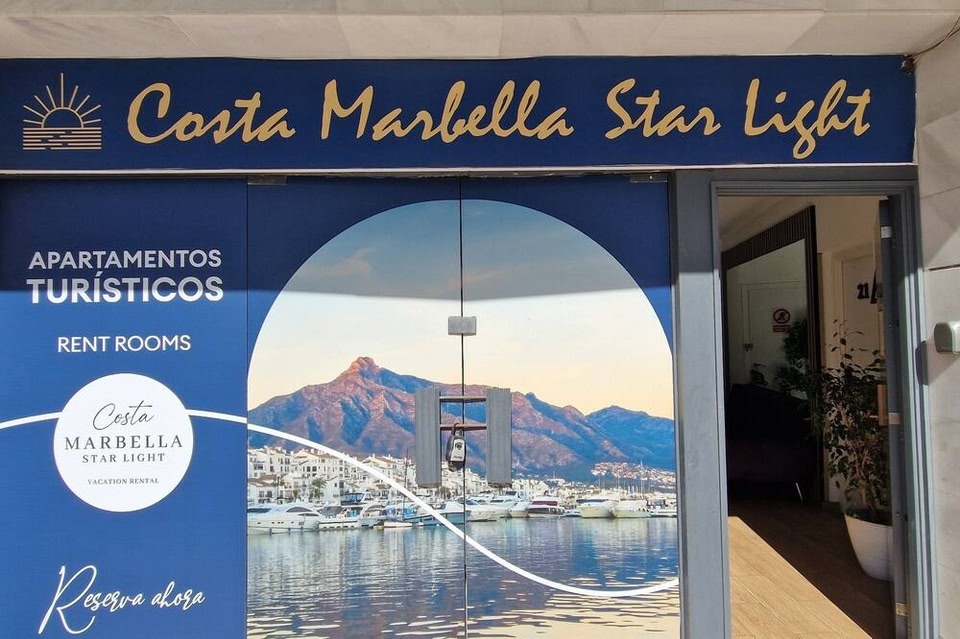 Costa Marbella Star Light
APARTAMENTOS
TURÍSTICOS
RENT ROOMS
Costa
MARBELLA
STAR LIGHT
VACATION RENTAL
Reserva ahora